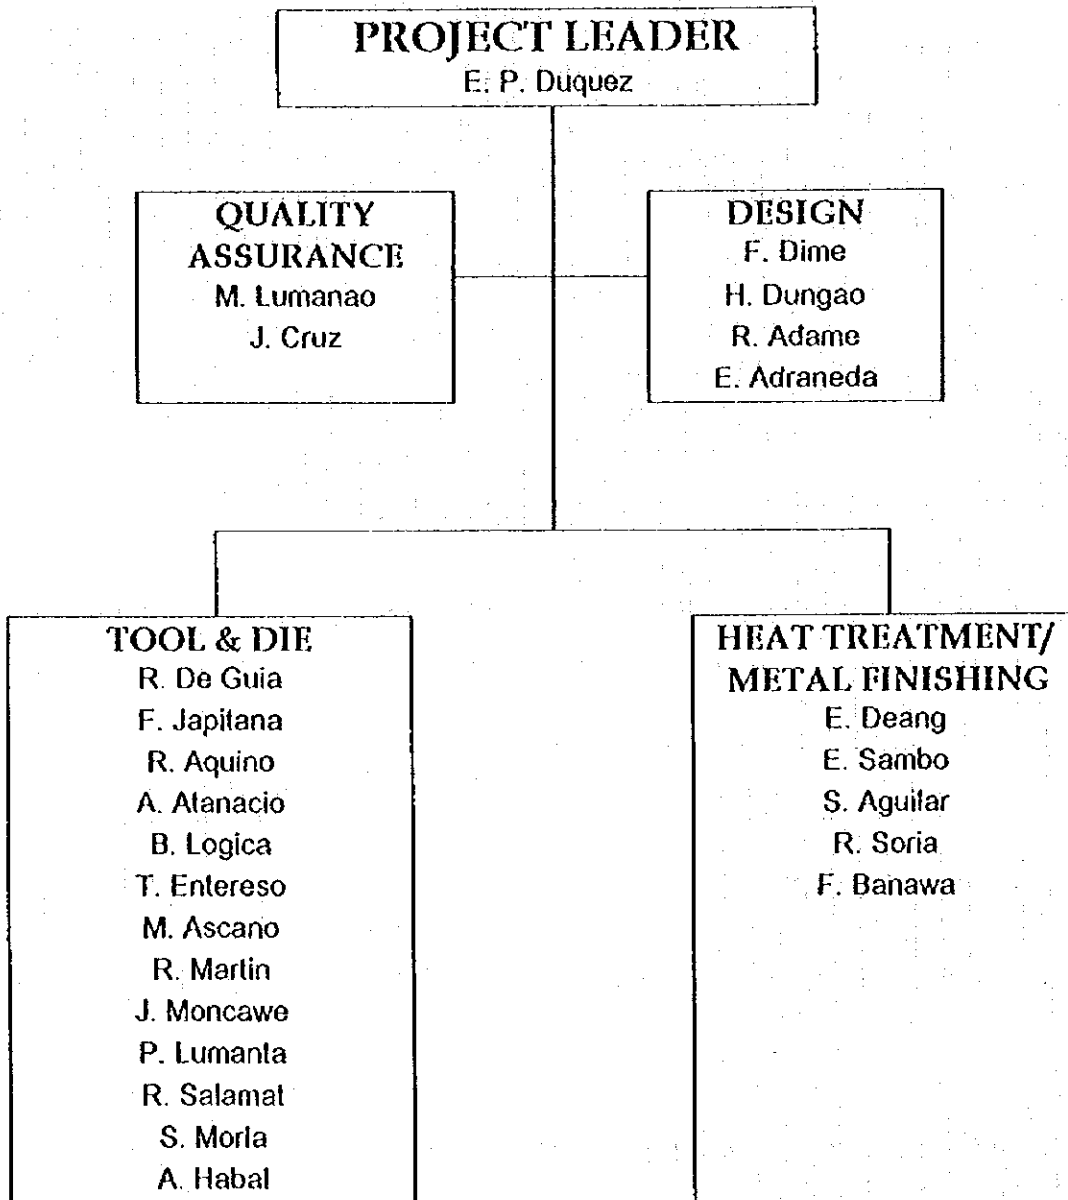 PROJECT LEADER
E. P. Duquez
QUALITY
ASSURANCE
M. Lumanao
J. Cruz
DESIGN
F. Dime
H. Dungao
R. Adame
E. Adraneda
TOOL & DIE
R. De Guia
F. Japitana
R. Aquino
A. Atanacio
B. Logica
T. Entereso
M. Ascano
R. Martin
J. Moncawe
P. Lumanta
R. Salamat
S. Morla
A. Habal
HEAT TREATMENT/
METAL FINISHING
E. Deang
E. Sambo
S. Aguilar
R. Soria
F. Banawa